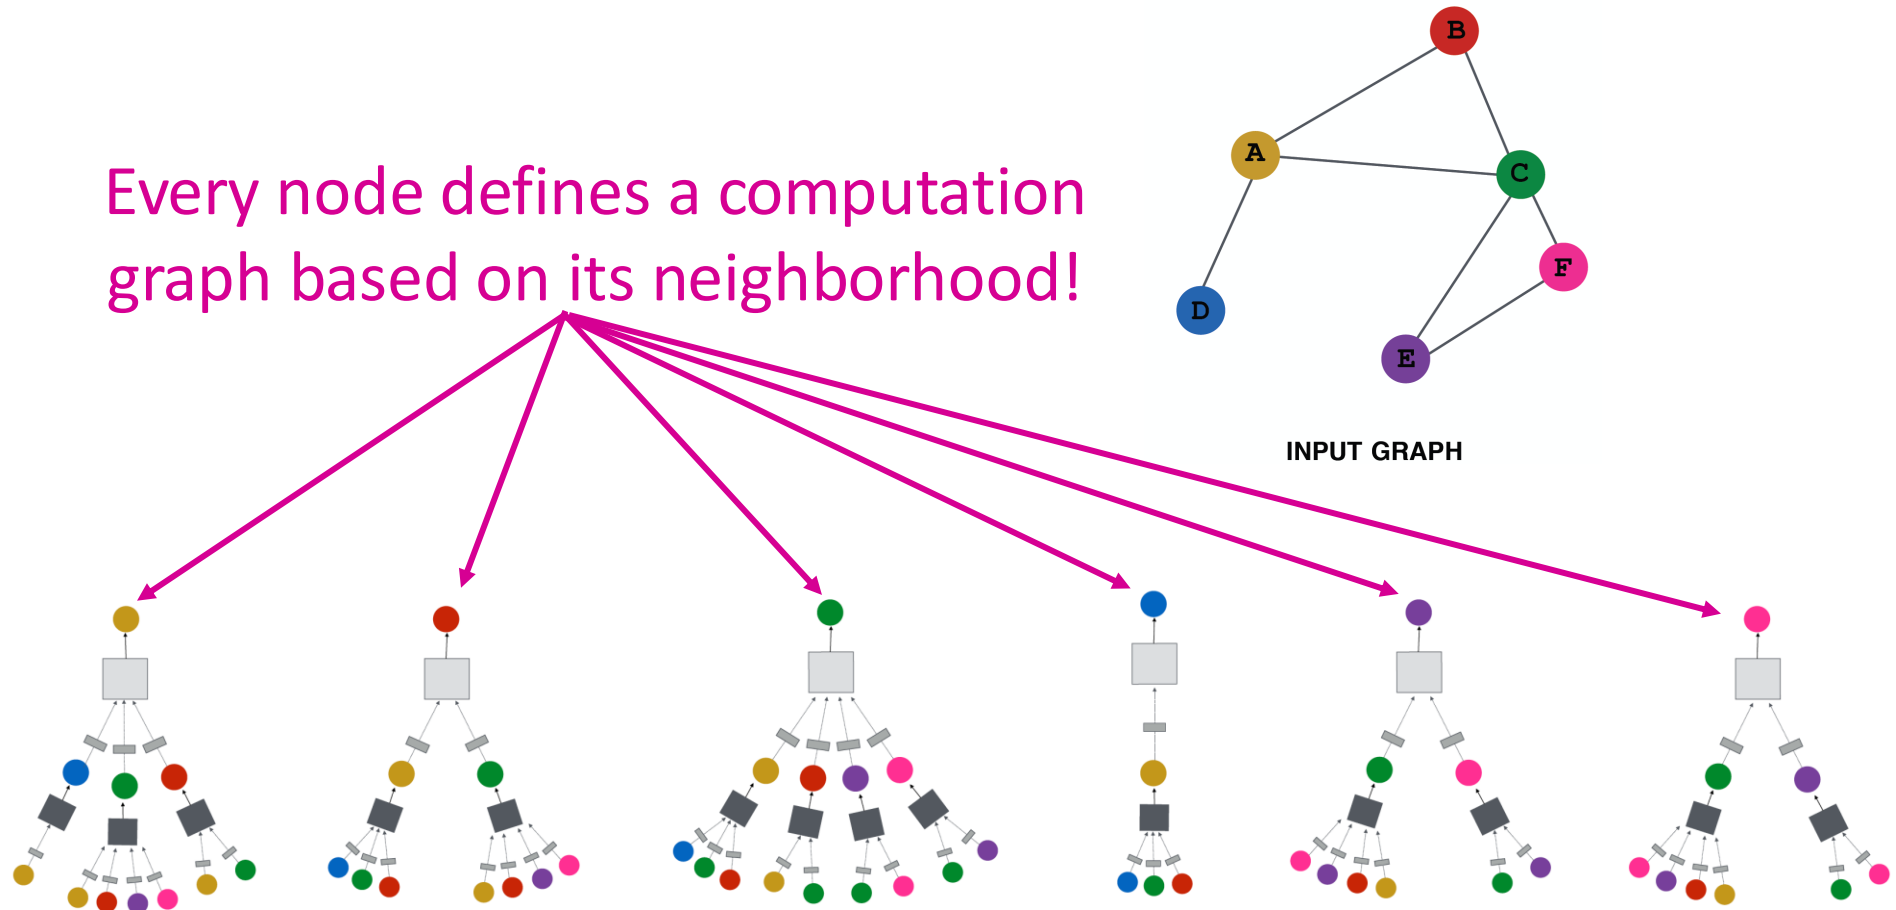 B
A
C
Every node defines a computation
graph based on its neighborhood!
F
D
E
INPUT GRAPH